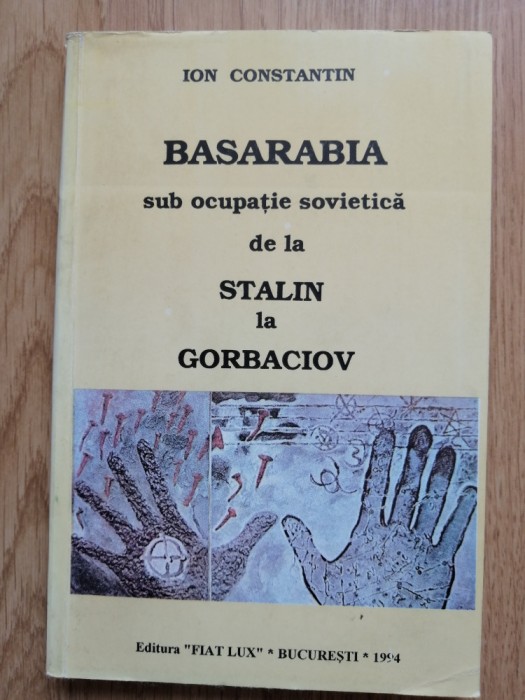 ION CONSTANTIN
BASARABIA
sub ocupație sovietică
de la
STALIN
la
GORBACIOV
Editura "FIAT LUX" * BUCUREȘTI * 1994